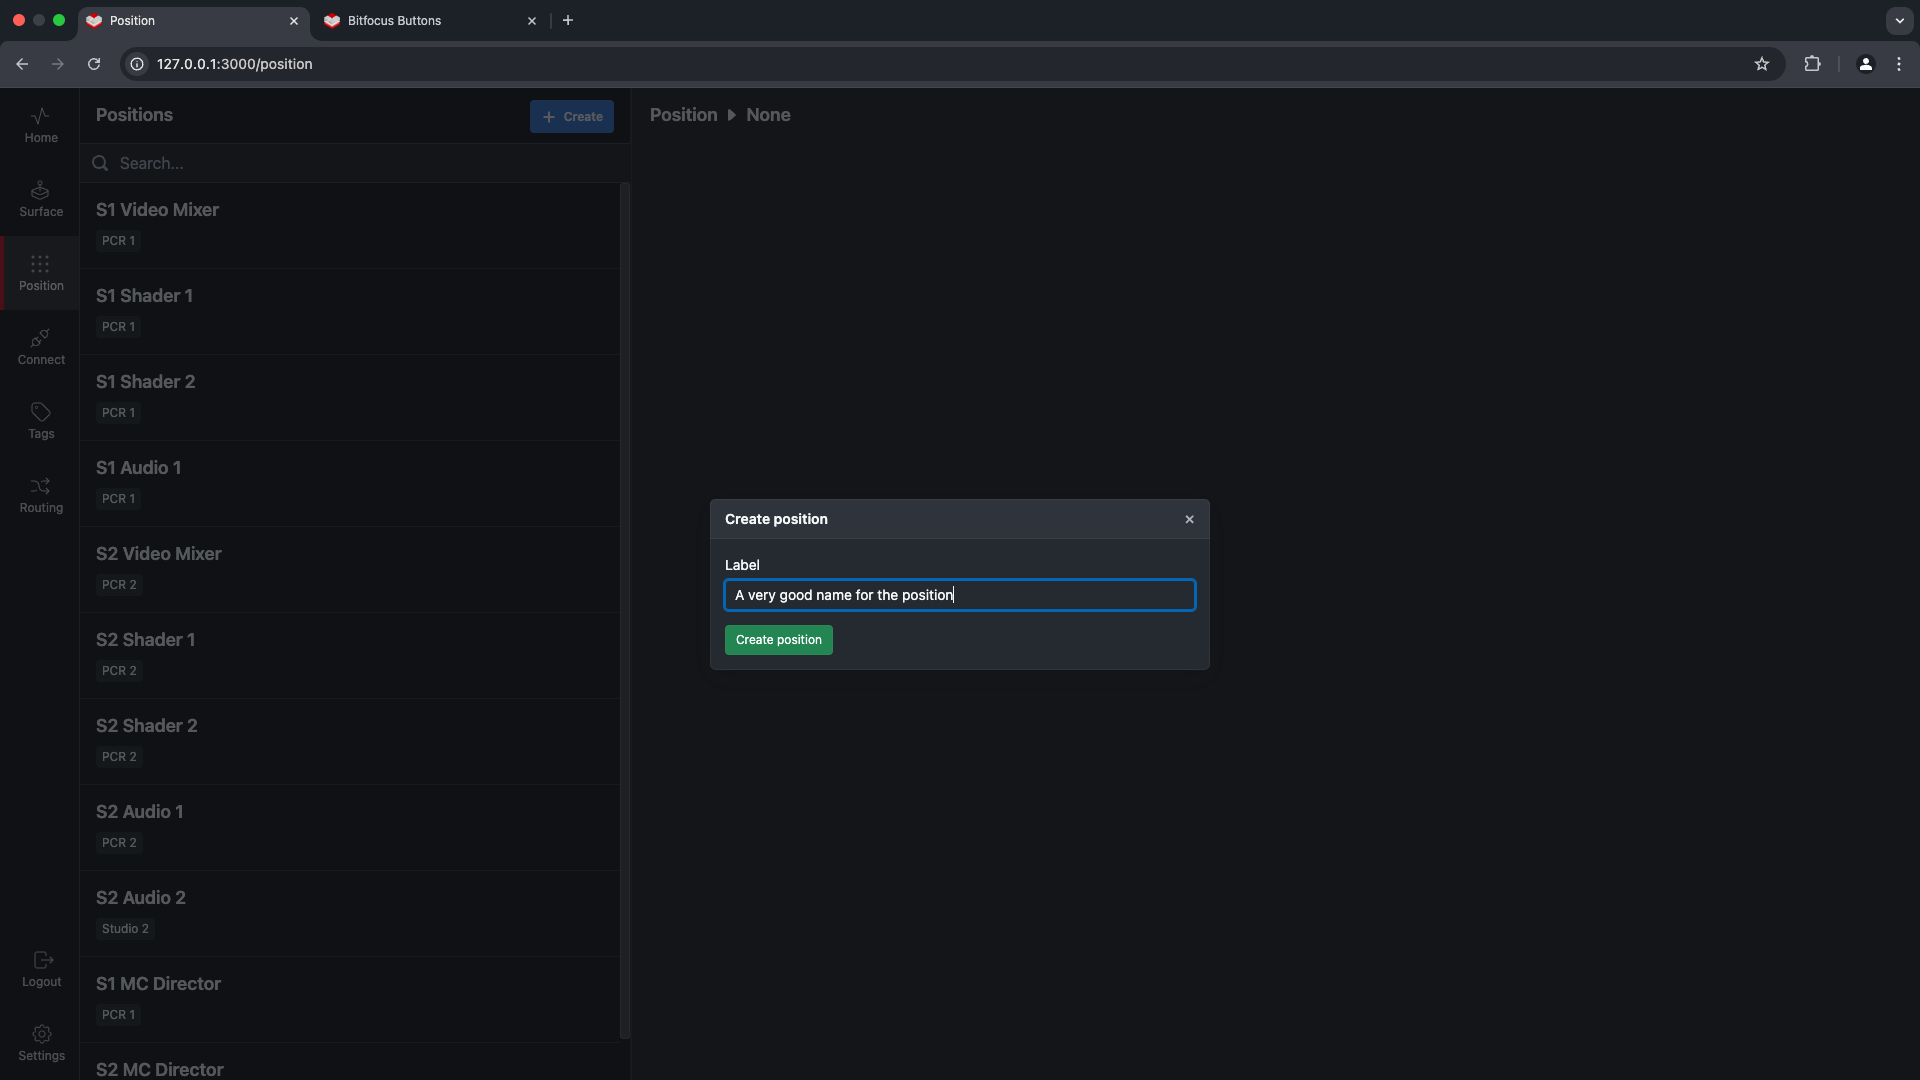 Position
Bitfocus Buttons
127.0.0.1:3000/position
Home
Surface
Position
Connect
Tags
Routing
Logout
Settings
Positions
Create
Search...
S1 Video Mixer
PCR 1
S1 Shader 1
PCR 1
S1 Shader 2
PCR 1
S1 Audio 1
PCR 1
S2 Video Mixer
PCR 2
S2 Shader 1
PCR 2
S2 Shader 2
PCR 2
S2 Audio 1
PCR 2
S2 Audio 2
Studio 2
S1 MC Director
PCR 1
S2 MC Director
Position None
Create position
Label
A very good name for the position
Create position